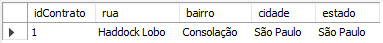 idContrato rua bairro cidade estado
1 Haddock Lobo Consolação São Paulo São Paulo